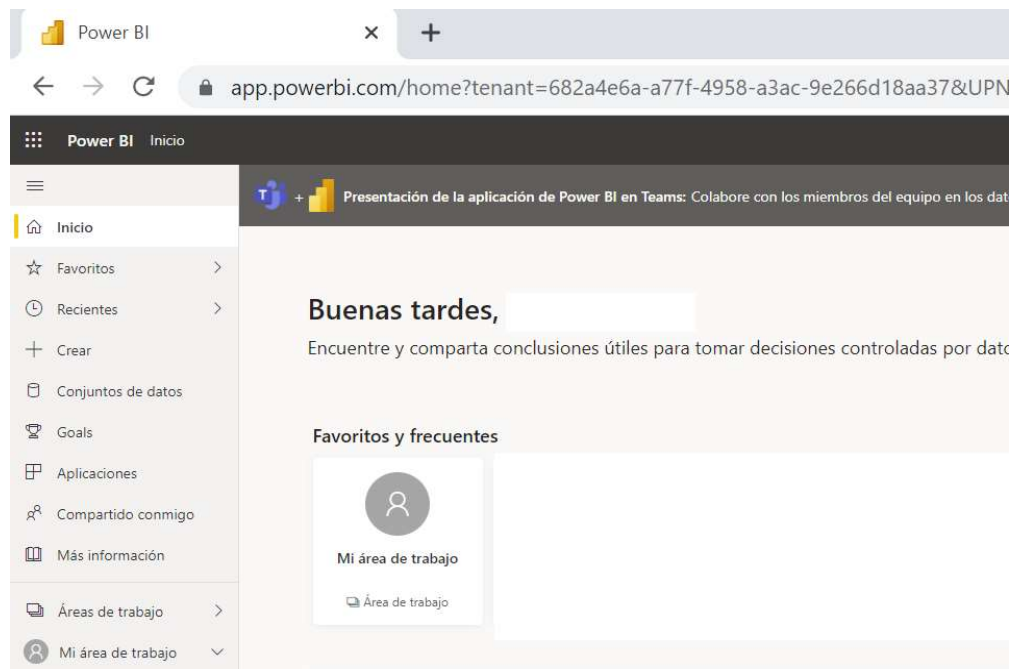 Power BI
app.powerbi.com/home?tenant=682a4e6a-a77f-4958-a3ac-9e266d18aa37&UPN
Power BI Inicio
Presentación de la aplicación de Power BI en Teams: Colabore con los miembros del equipo en los dat
Inicio
Favoritos
Recientes
Crear
Conjuntos de datos
Goals
Aplicaciones
Compartido conmigo
Más información
Áreas de trabajo
Mi área de trabajo
Buenas tardes,
Encuentre y comparta conclusiones útiles para tomar decisiones controladas por dato
Favoritos y frecuentes
Mi área de trabajo
Área de trabajo